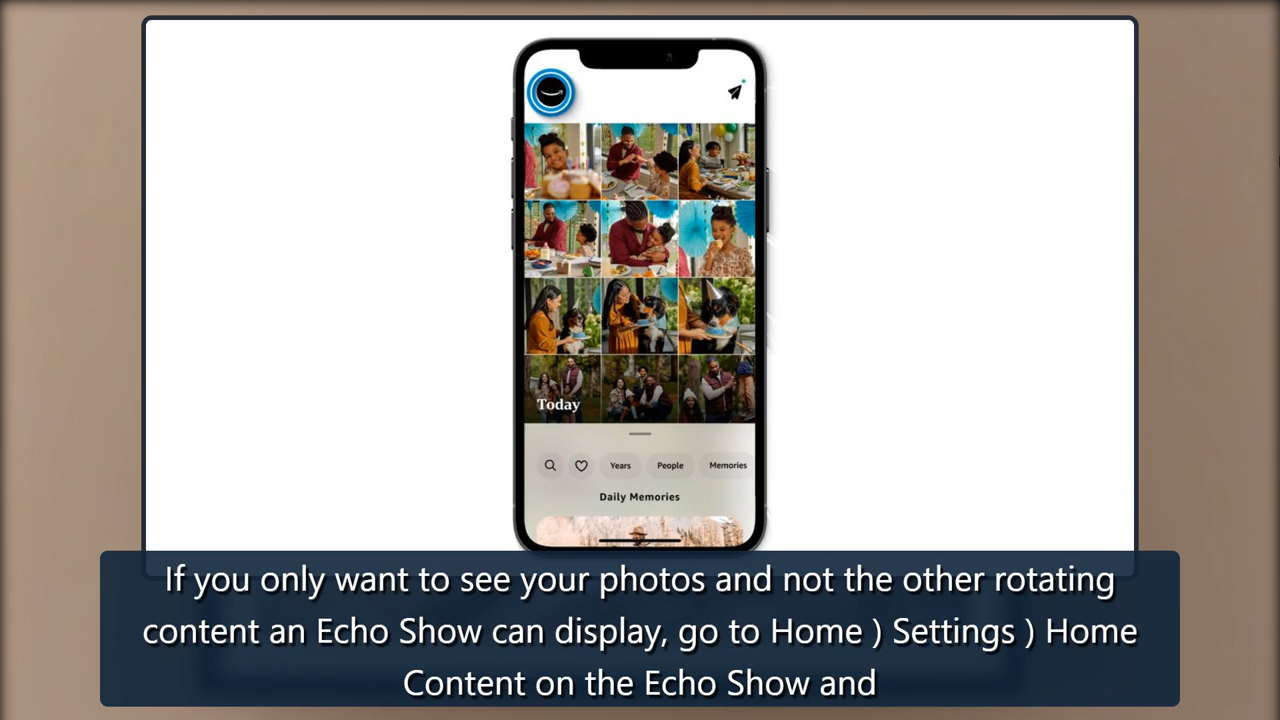 Today
Years
People
Memories
Daily Memories
If you only want to see your photos and not the other rotating
content an Echo Show can display, go to Home ) Settings ) Home
Content on the Echo Show and